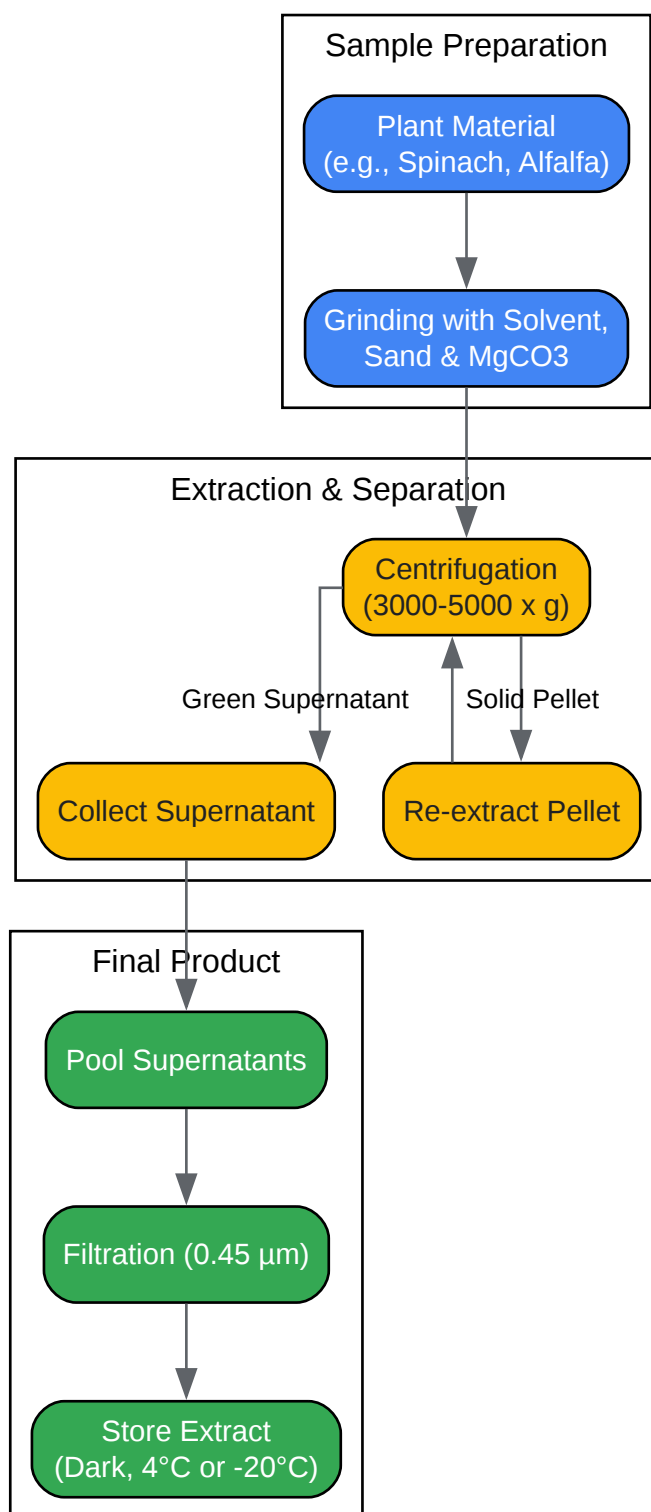 Sample Preparation
Plant Material
(e.g., Spinach, Alfalfa)
Grinding with Solvent,
Sand & MgCO3
Extraction & Separation
Centrifugation
(3000-5000 x g)
Green Supernatant
Solid Pellet
Collect Supernatant
Re-extract Pellet
Final Product
Pool Supernatants
Filtration (0.45 µm)
Store Extract
(Dark, 4°C or -20°C)